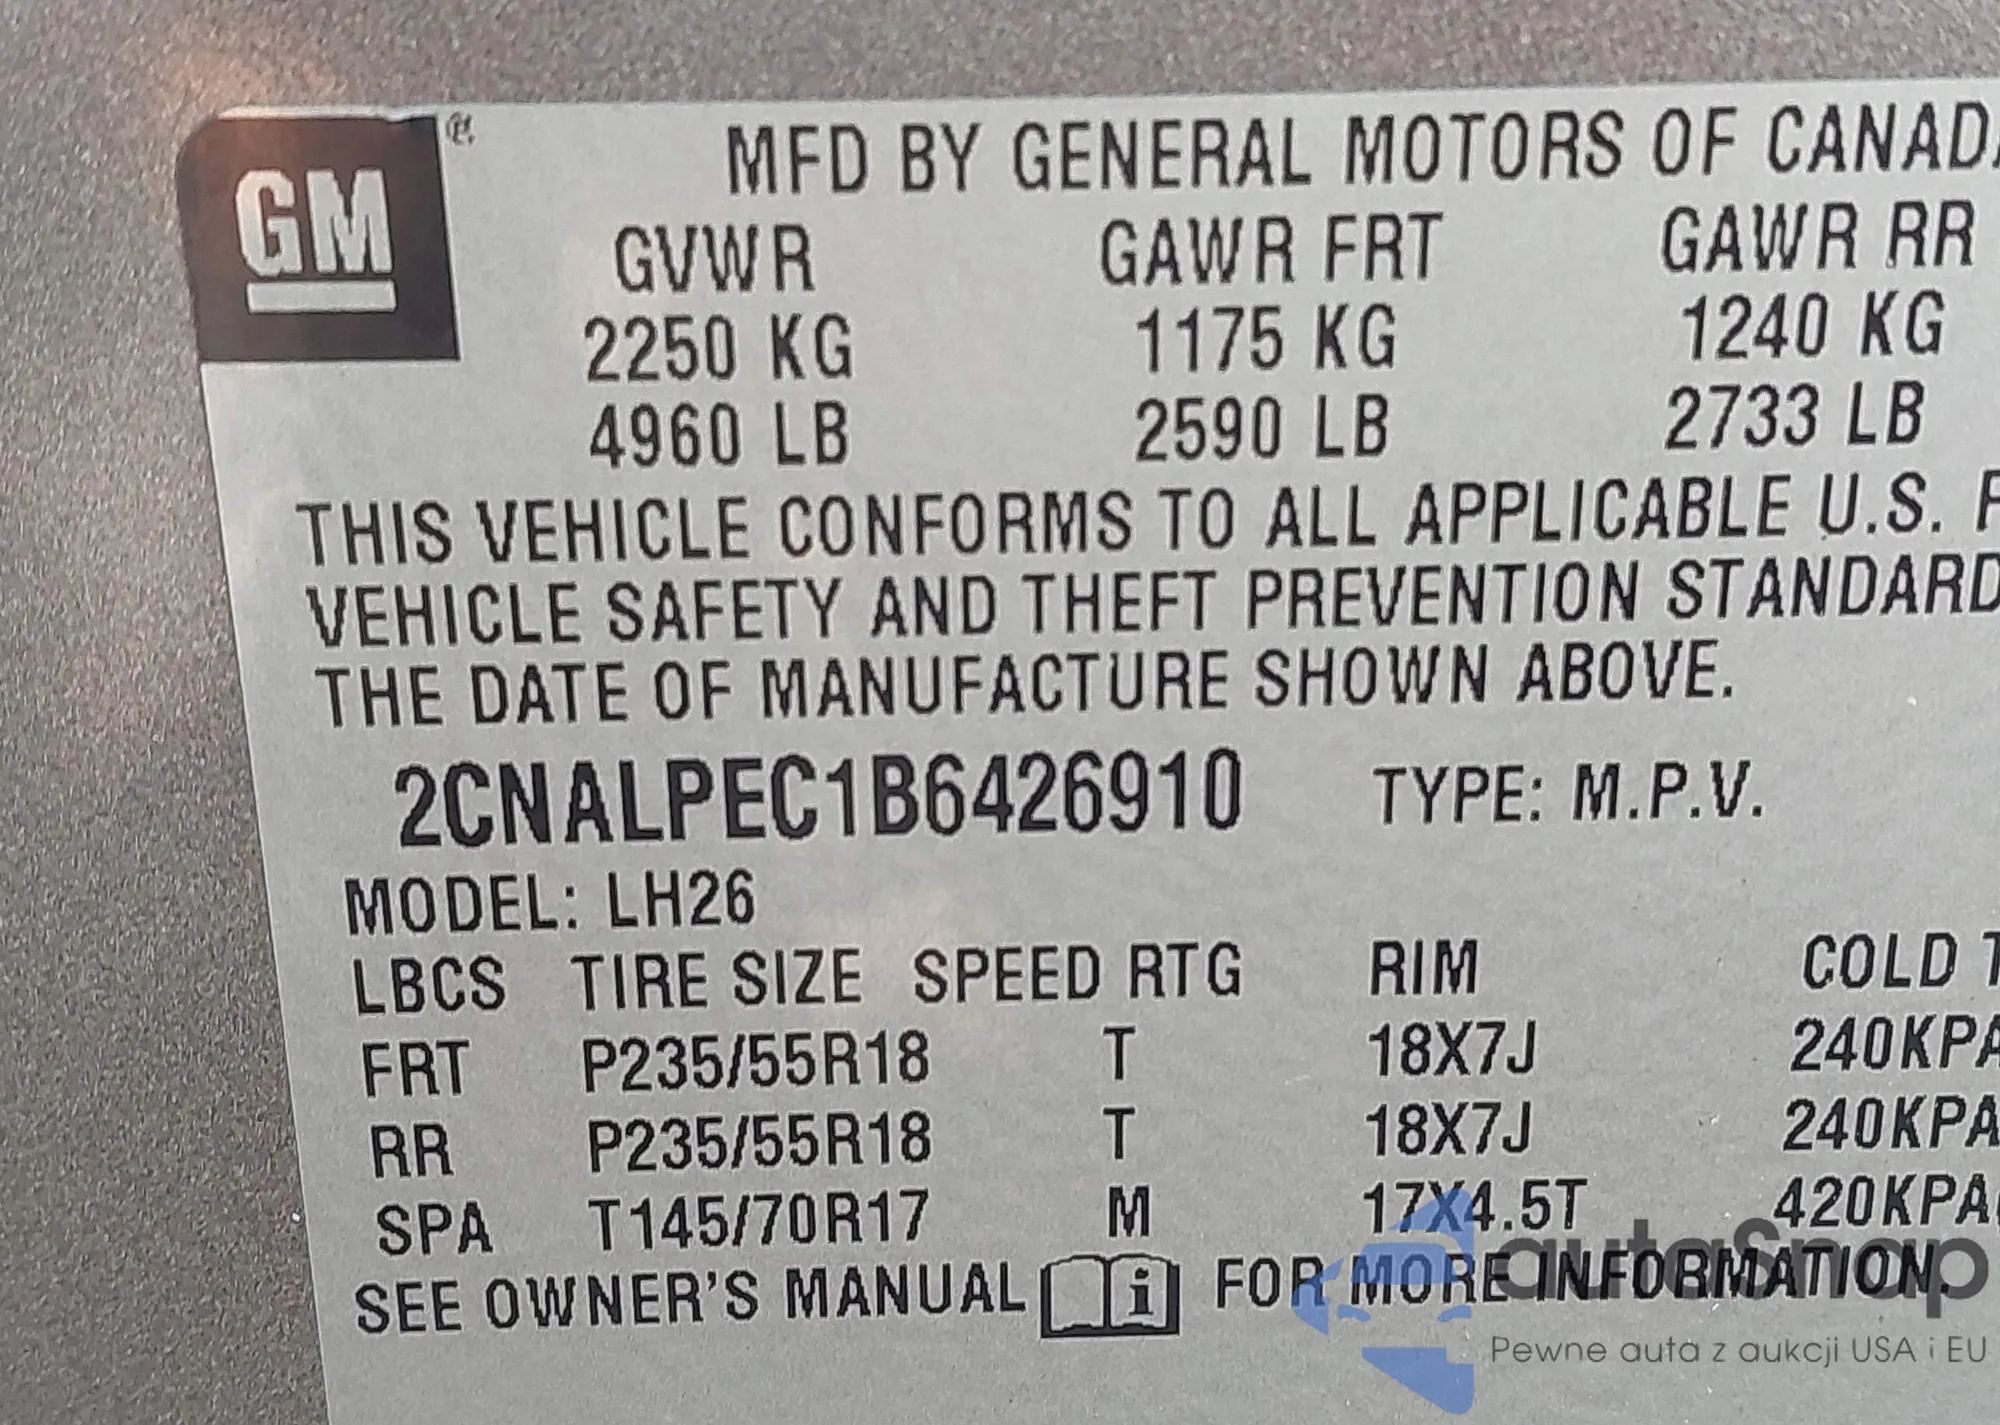 GM ®
MFD BY GENERAL MOTORS OF CANADA
GVWR GAWR FRT GAWR RR
2250 KG 1175 KG 1240 KG
4960 LB 2590 LB 2733 LB
THIS VEHICLE CONFORMS TO ALL APPLICABLE U.S. F
VEHICLE SAFETY AND THEFT PREVENTION STANDARD
THE DATE OF MANUFACTURE SHOWN ABOVE.
2CNALPEC1B6426910 TYPE: M.P.V.
MODEL: LH26
LBCS TIRE SIZE SPEED RTG RIM COLD T
FRT P235/55R18 T 18X7J 240KPA
RR P235/55R18 T 18X7J 240KPA
SPA T145/70R17 M 17X4.5T 420KPA(
SEE OWNER'S MANUAL i FOR MORE INFORMATION.
autaSnap
Pewne auta z aukcji USA i EU